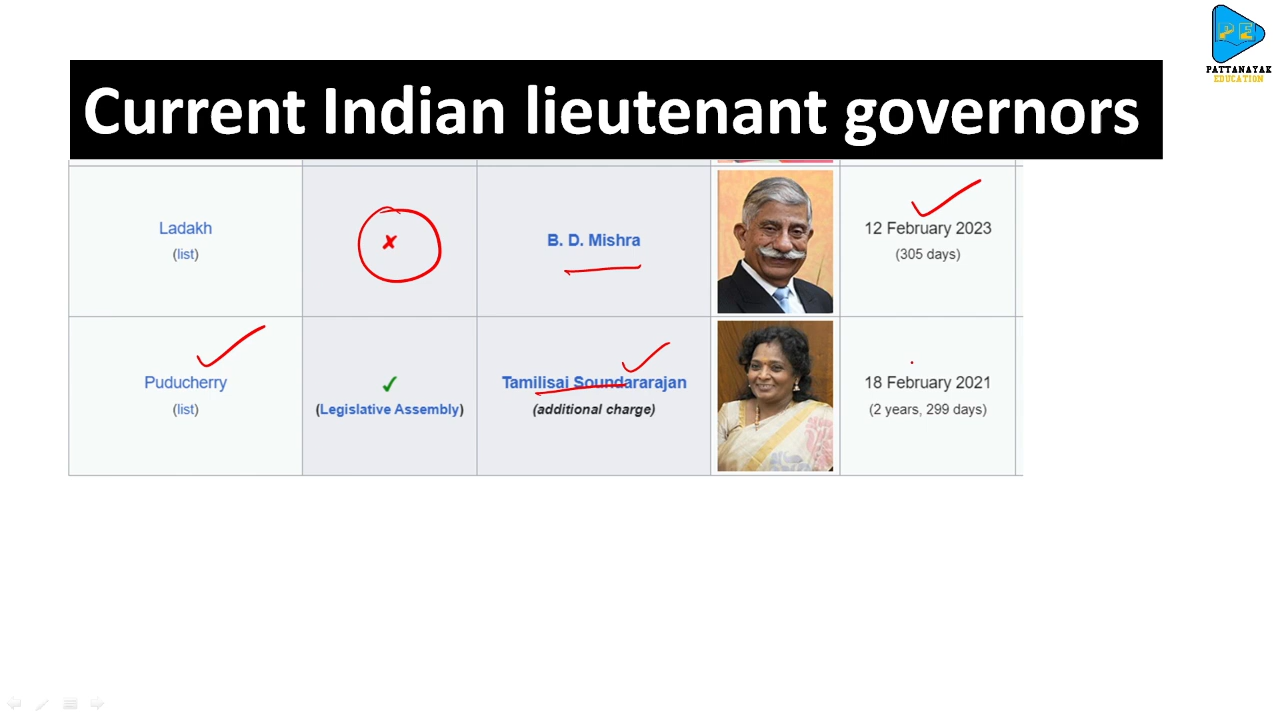 PE
PATTANAYAK
EDUCATION
Current Indian lieutenant governors
Ladakh
(list)
✘
B. D. Mishra
12 February 2023
(305 days)
Puducherry
(list)
✓
(Legislative Assembly)
Tamilisai Soundararajan
(additional charge)
18 February 2021
(2 years, 299 days)